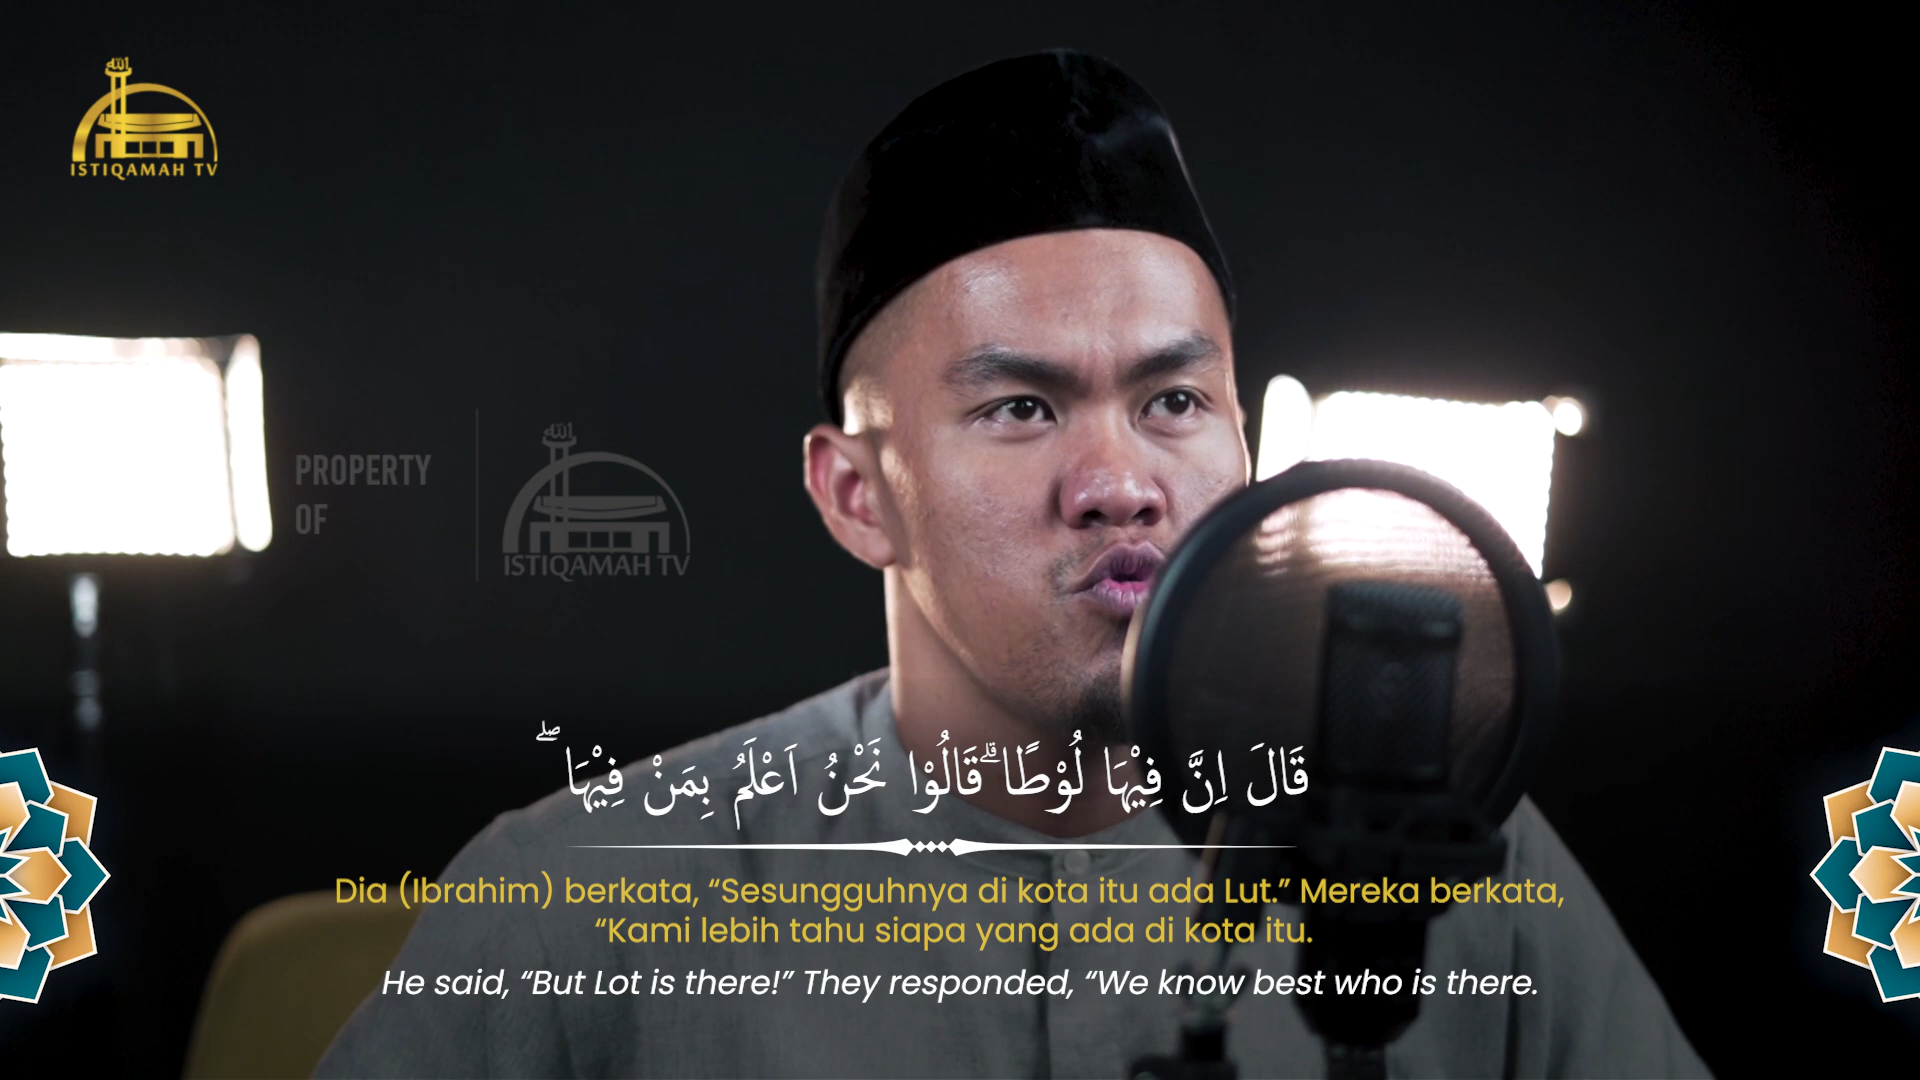 الله
ISTIQAMAH TV
PROPERTY
OF
الله
ISTIQAMAH TV
قَالَ اِنَّ فِيْهَا لُوْطًا ۗقَالُوْا نَحْنُ اَعْلَمُ بِمَنْ فِيْهَا ۖ
Dia (Ibrahim) berkata, “Sesungguhnya di kota itu ada Lut.” Mereka berkata,
“Kami lebih tahu siapa yang ada di kota itu.
He said, “But Lot is there!” They responded, “We know best who is there.